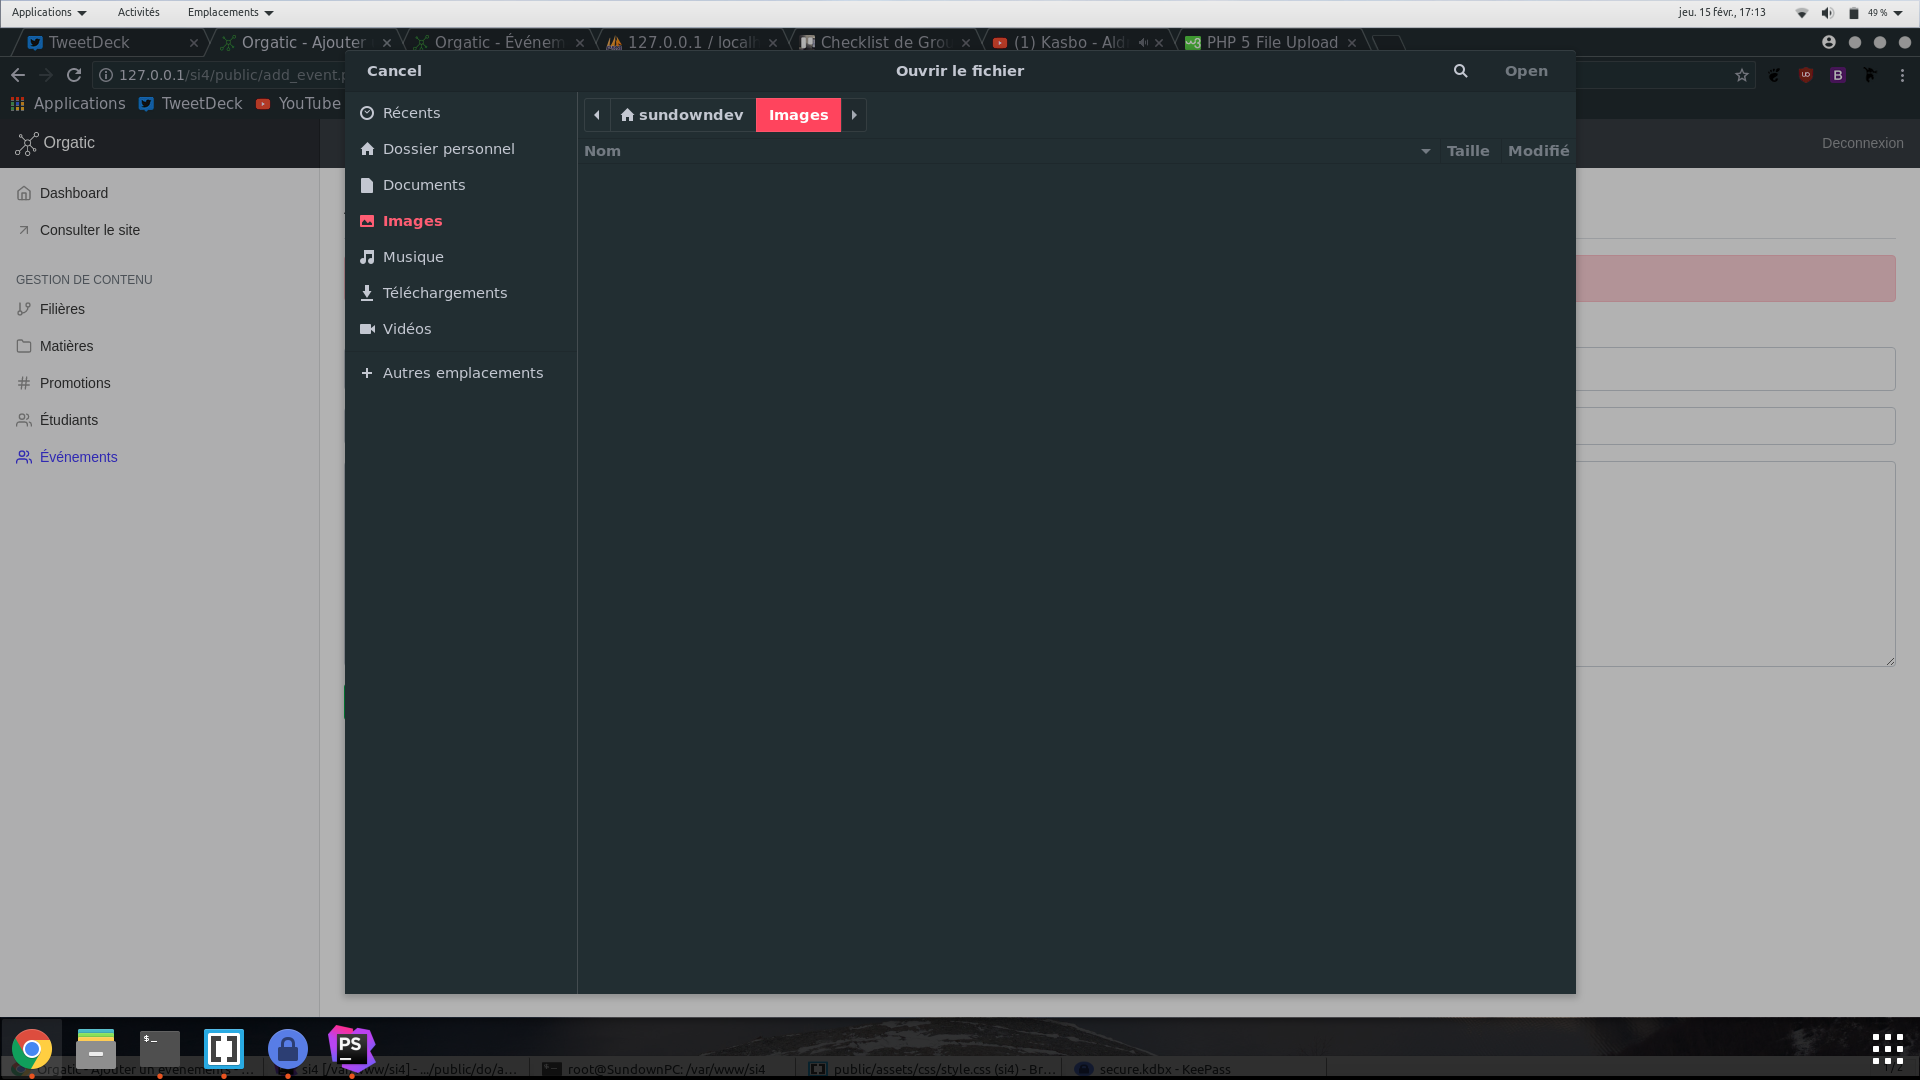 Applications Activités Emplacements jeu. 15 févr., 17:13 49 %
TweetDeck Orgatic - Ajouter Orgatic - Événem 127.0.0.1 / local Checklist de Grou (1) Kasbo - Ald PHP 5 File Upload
127.0.0.1/si4/public/add_event.p
Applications TweetDeck YouTube
Cancel Ouvrir le fichier Open
Récents
Dossier personnel
Documents
Images
Musique
Téléchargements
Vidéos
Autres emplacements
sundowndev Images
Nom Taille Modifié
Orgatic Deconnexion
Dashboard
Consulter le site
GESTION DE CONTENU
Filières
Matières
Promotions
Étudiants
Événements
PS
Orgatic - Ajouter un événement - ... si4 [/var/www/si4] - .../public/do/a... root@SundownPC: /var/www/si4 public/assets/css/style.css (si4) - Br... secure.kdbx - KeePass 1 / 2